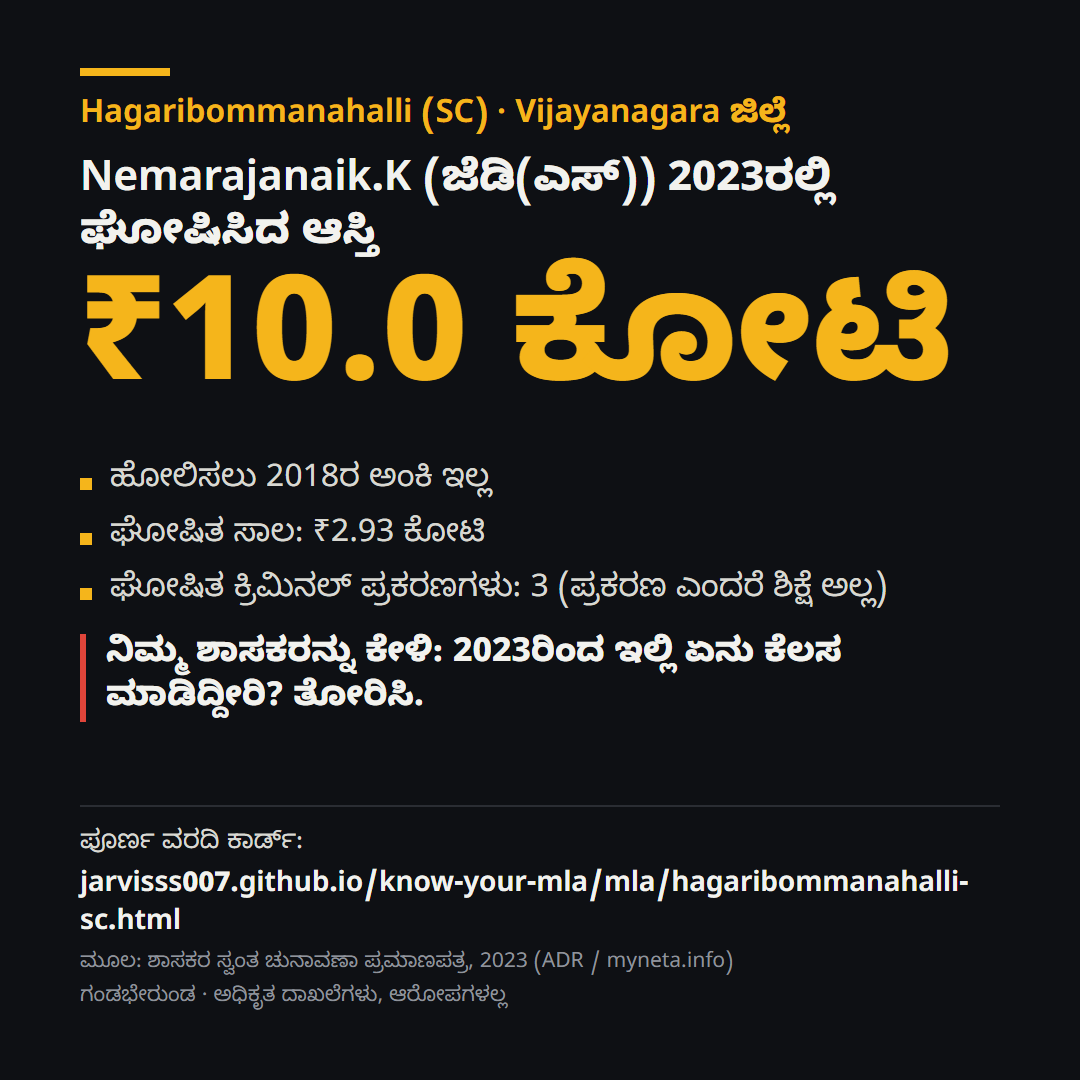 Hagaribommanahalli (SC) · Vijayanagara ಜಿಲ್ಲೆ
Nemarajanaik.K (ಜೆಡಿ(ಎಸ್)) 2023ರಲ್ಲಿ
ಘೋಷಿಸಿದ ಆಸ್ತಿ
₹10.0 ಕೋಟಿ
ಹೋಲಿಸಲು 2018ರ ಅಂಕಿ ಇಲ್ಲ
ಘೋಷಿತ ಸಾಲ: ₹2.93 ಕೋಟಿ
ಘೋಷಿತ ಕ್ರಿಮಿನಲ್ ಪ್ರಕರಣಗಳು: 3 (ಪ್ರಕರಣ ಎಂದರೆ ಶಿಕ್ಷೆ ಅಲ್ಲ)
ನಿಮ್ಮ ಶಾಸಕರನ್ನು ಕೇಳಿ: 2023ರಿಂದ ಇಲ್ಲಿ ಏನು ಕೆಲಸ
ಮಾಡಿದ್ದೀರಿ? ತೋರಿಸಿ.
ಪೂರ್ಣ ವರದಿ ಕಾರ್ಡ್:
jarvisss007.github.io/know-your-mla/mla/hagaribommanahalli-
sc.html
ಮೂಲ: ಶಾಸಕರ ಸ್ವಂತ ಚುನಾವಣಾ ಪ್ರಮಾಣಪತ್ರ, 2023 (ADR / myneta.info)
ಗಂಡಭೇರುಂಡ · ಅಧಿಕೃತ ದಾಖಲೆಗಳು, ಆರೋಪಗಳಲ್ಲ